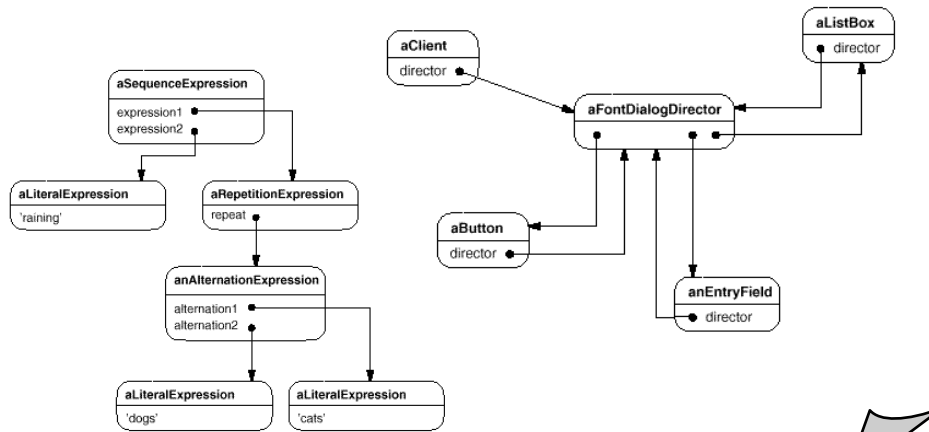 aSequenceExpression
expression1
expression2
aLiteralExpression
'raining'
aRepetitionExpression
repeat
anAlternationExpression
alternation1
alternation2
aLiteralExpression
'dogs'
aLiteralExpression
'cats'
aClient
director
aListBox
director
aFontDialogDirector
aButton
director
anEntryField
director